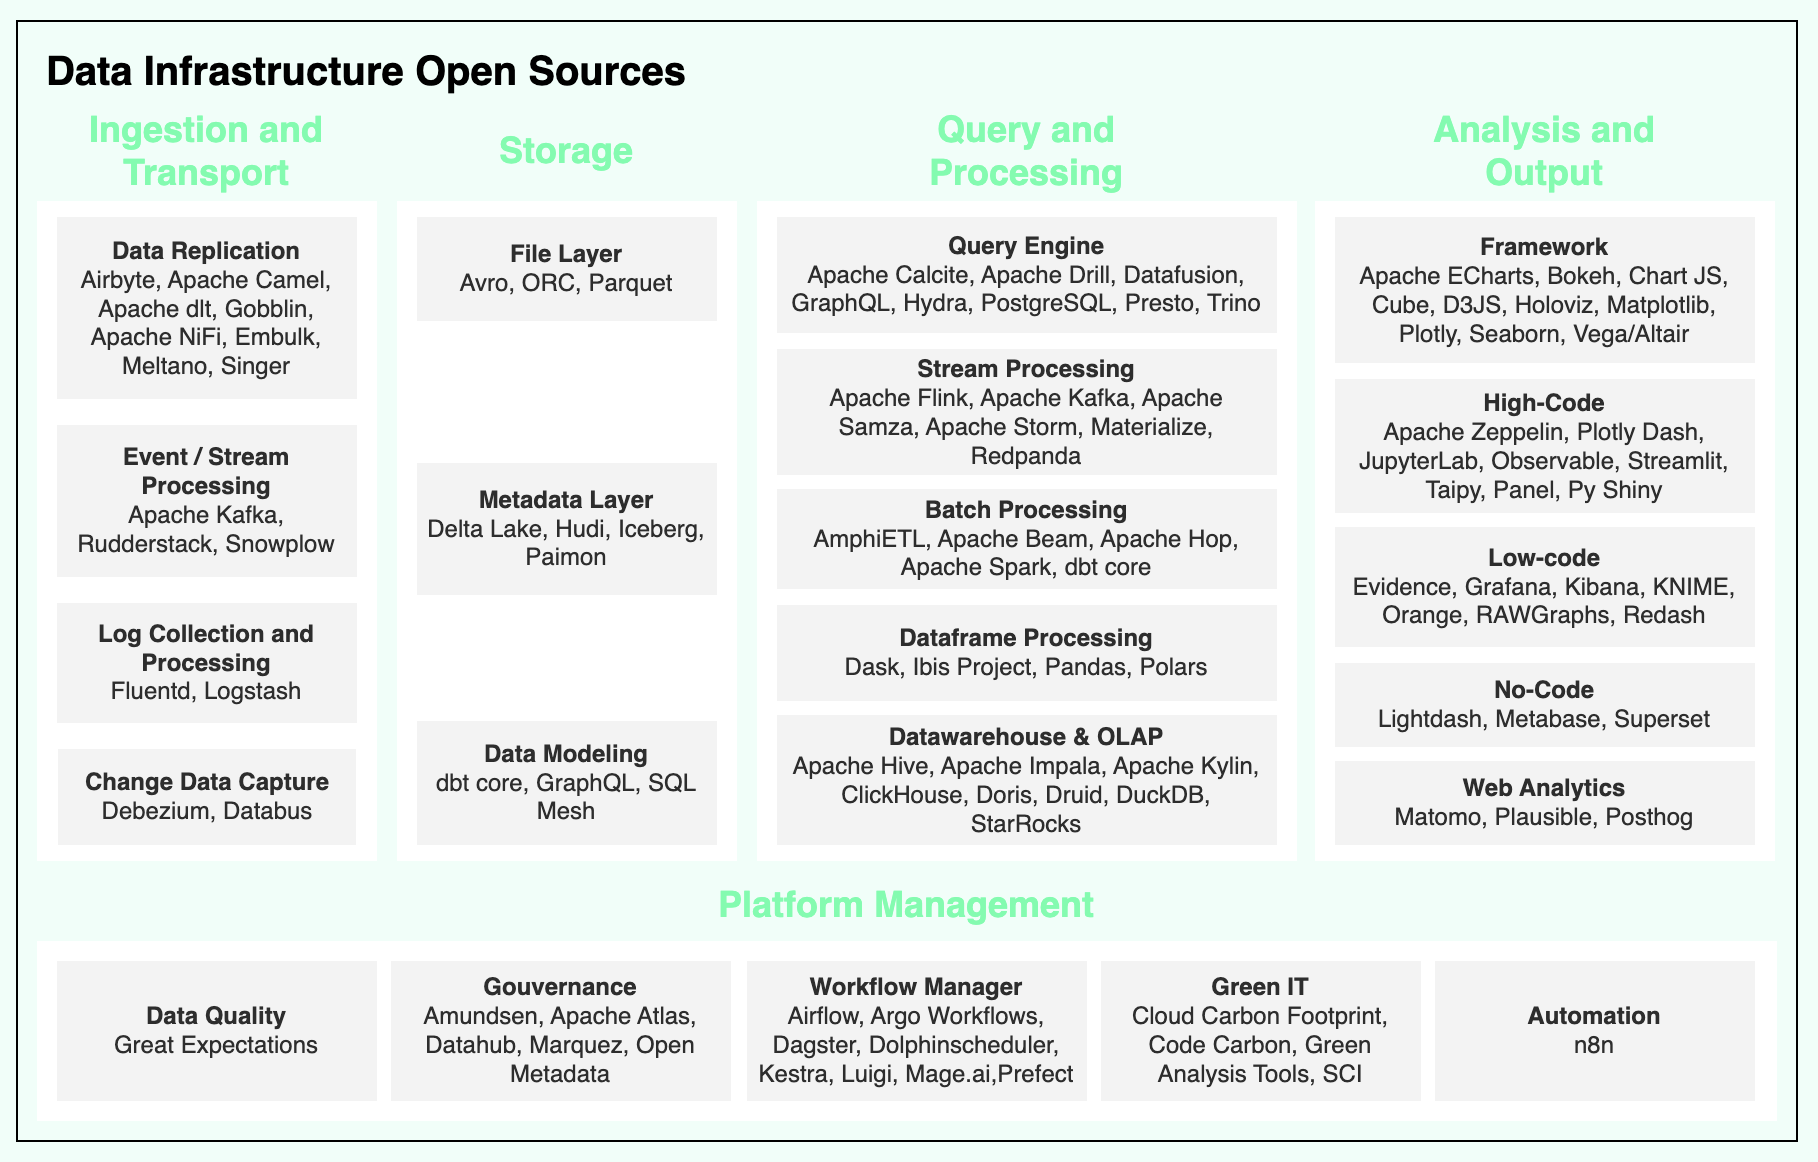 Data Infrastructure Open Sources
Ingestion and
Transport
Data Replication
Airbyte, Apache Camel,
Apache dlt, Gobblin,
Apache NiFi, Embulk,
Meltano, Singer
Event / Stream
Processing
Apache Kafka,
Rudderstack, Snowplow
Log Collection and
Processing
Fluentd, Logstash
Change Data Capture
Debezium, Databus
Storage
File Layer
Avro, ORC, Parquet
Metadata Layer
Delta Lake, Hudi, Iceberg,
Paimon
Data Modeling
dbt core, GraphQL, SQL
Mesh
Query and
Processing
Query Engine
Apache Calcite, Apache Drill, Datafusion,
GraphQL, Hydra, PostgreSQL, Presto, Trino
Stream Processing
Apache Flink, Apache Kafka, Apache
Samza, Apache Storm, Materialize,
Redpanda
Batch Processing
AmphiETL, Apache Beam, Apache Hop,
Apache Spark, dbt core
Dataframe Processing
Dask, Ibis Project, Pandas, Polars
Datawarehouse & OLAP
Apache Hive, Apache Impala, Apache Kylin,
ClickHouse, Doris, Druid, DuckDB,
StarRocks
Analysis and
Output
Framework
Apache ECharts, Bokeh, Chart JS,
Cube, D3JS, Holoviz, Matplotlib,
Plotly, Seaborn, Vega/Altair
High-Code
Apache Zeppelin, Plotly Dash,
JupyterLab, Observable, Streamlit,
Taipy, Panel, Py Shiny
Low-code
Evidence, Grafana, Kibana, KNIME,
Orange, RAWGraphs, Redash
No-Code
Lightdash, Metabase, Superset
Web Analytics
Matomo, Plausible, Posthog
Platform Management
Data Quality
Great Expectations
Gouvernance
Amundsen, Apache Atlas,
Datahub, Marquez, Open
Metadata
Workflow Manager
Airflow, Argo Workflows,
Dagster, Dolphinscheduler,
Kestra, Luigi, Mage.ai,Prefect
Green IT
Cloud Carbon Footprint,
Code Carbon, Green
Analysis Tools, SCI
Automation
n8n